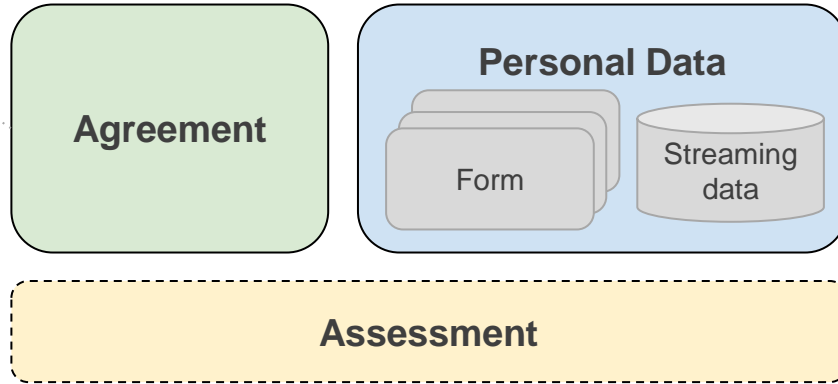 Agreement
Personal Data
Form
Streaming
data
Assessment